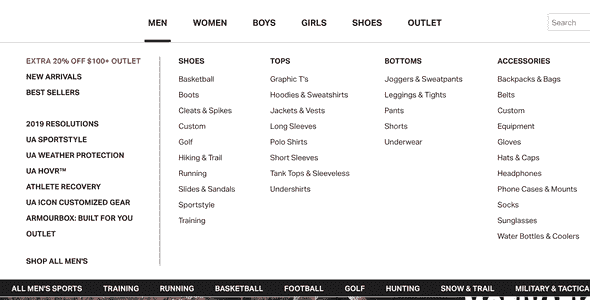 MEN WOMEN BOYS GIRLS SHOES OUTLET Search
EXTRA 20% OFF $100+ OUTLET
NEW ARRIVALS
BEST SELLERS
2019 RESOLUTIONS
UA SPORTSTYLE
UA WEATHER PROTECTION
UA HOVR™
ATHLETE RECOVERY
UA ICON CUSTOMIZED GEAR
ARMOURBOX: BUILT FOR YOU
OUTLET
SHOP ALL MEN'S
SHOES
Basketball
Boots
Cleats & Spikes
Custom
Golf
Hiking & Trail
Running
Slides & Sandals
Sportstyle
Training
TOPS
Graphic T's
Hoodies & Sweatshirts
Jackets & Vests
Long Sleeves
Polo Shirts
Short Sleeves
Tank Tops & Sleeveless
Undershirts
BOTTOMS
Joggers & Sweatpants
Leggings & Tights
Pants
Shorts
Underwear
ACCESSORIES
Backpacks & Bags
Belts
Custom
Equipment
Gloves
Hats & Caps
Headphones
Phone Cases & Mounts
Socks
Sunglasses
Water Bottles & Coolers
ALL MEN'S SPORTS TRAINING RUNNING BASKETBALL FOOTBALL GOLF HUNTING SNOW & TRAIL MILITARY & TACTICA